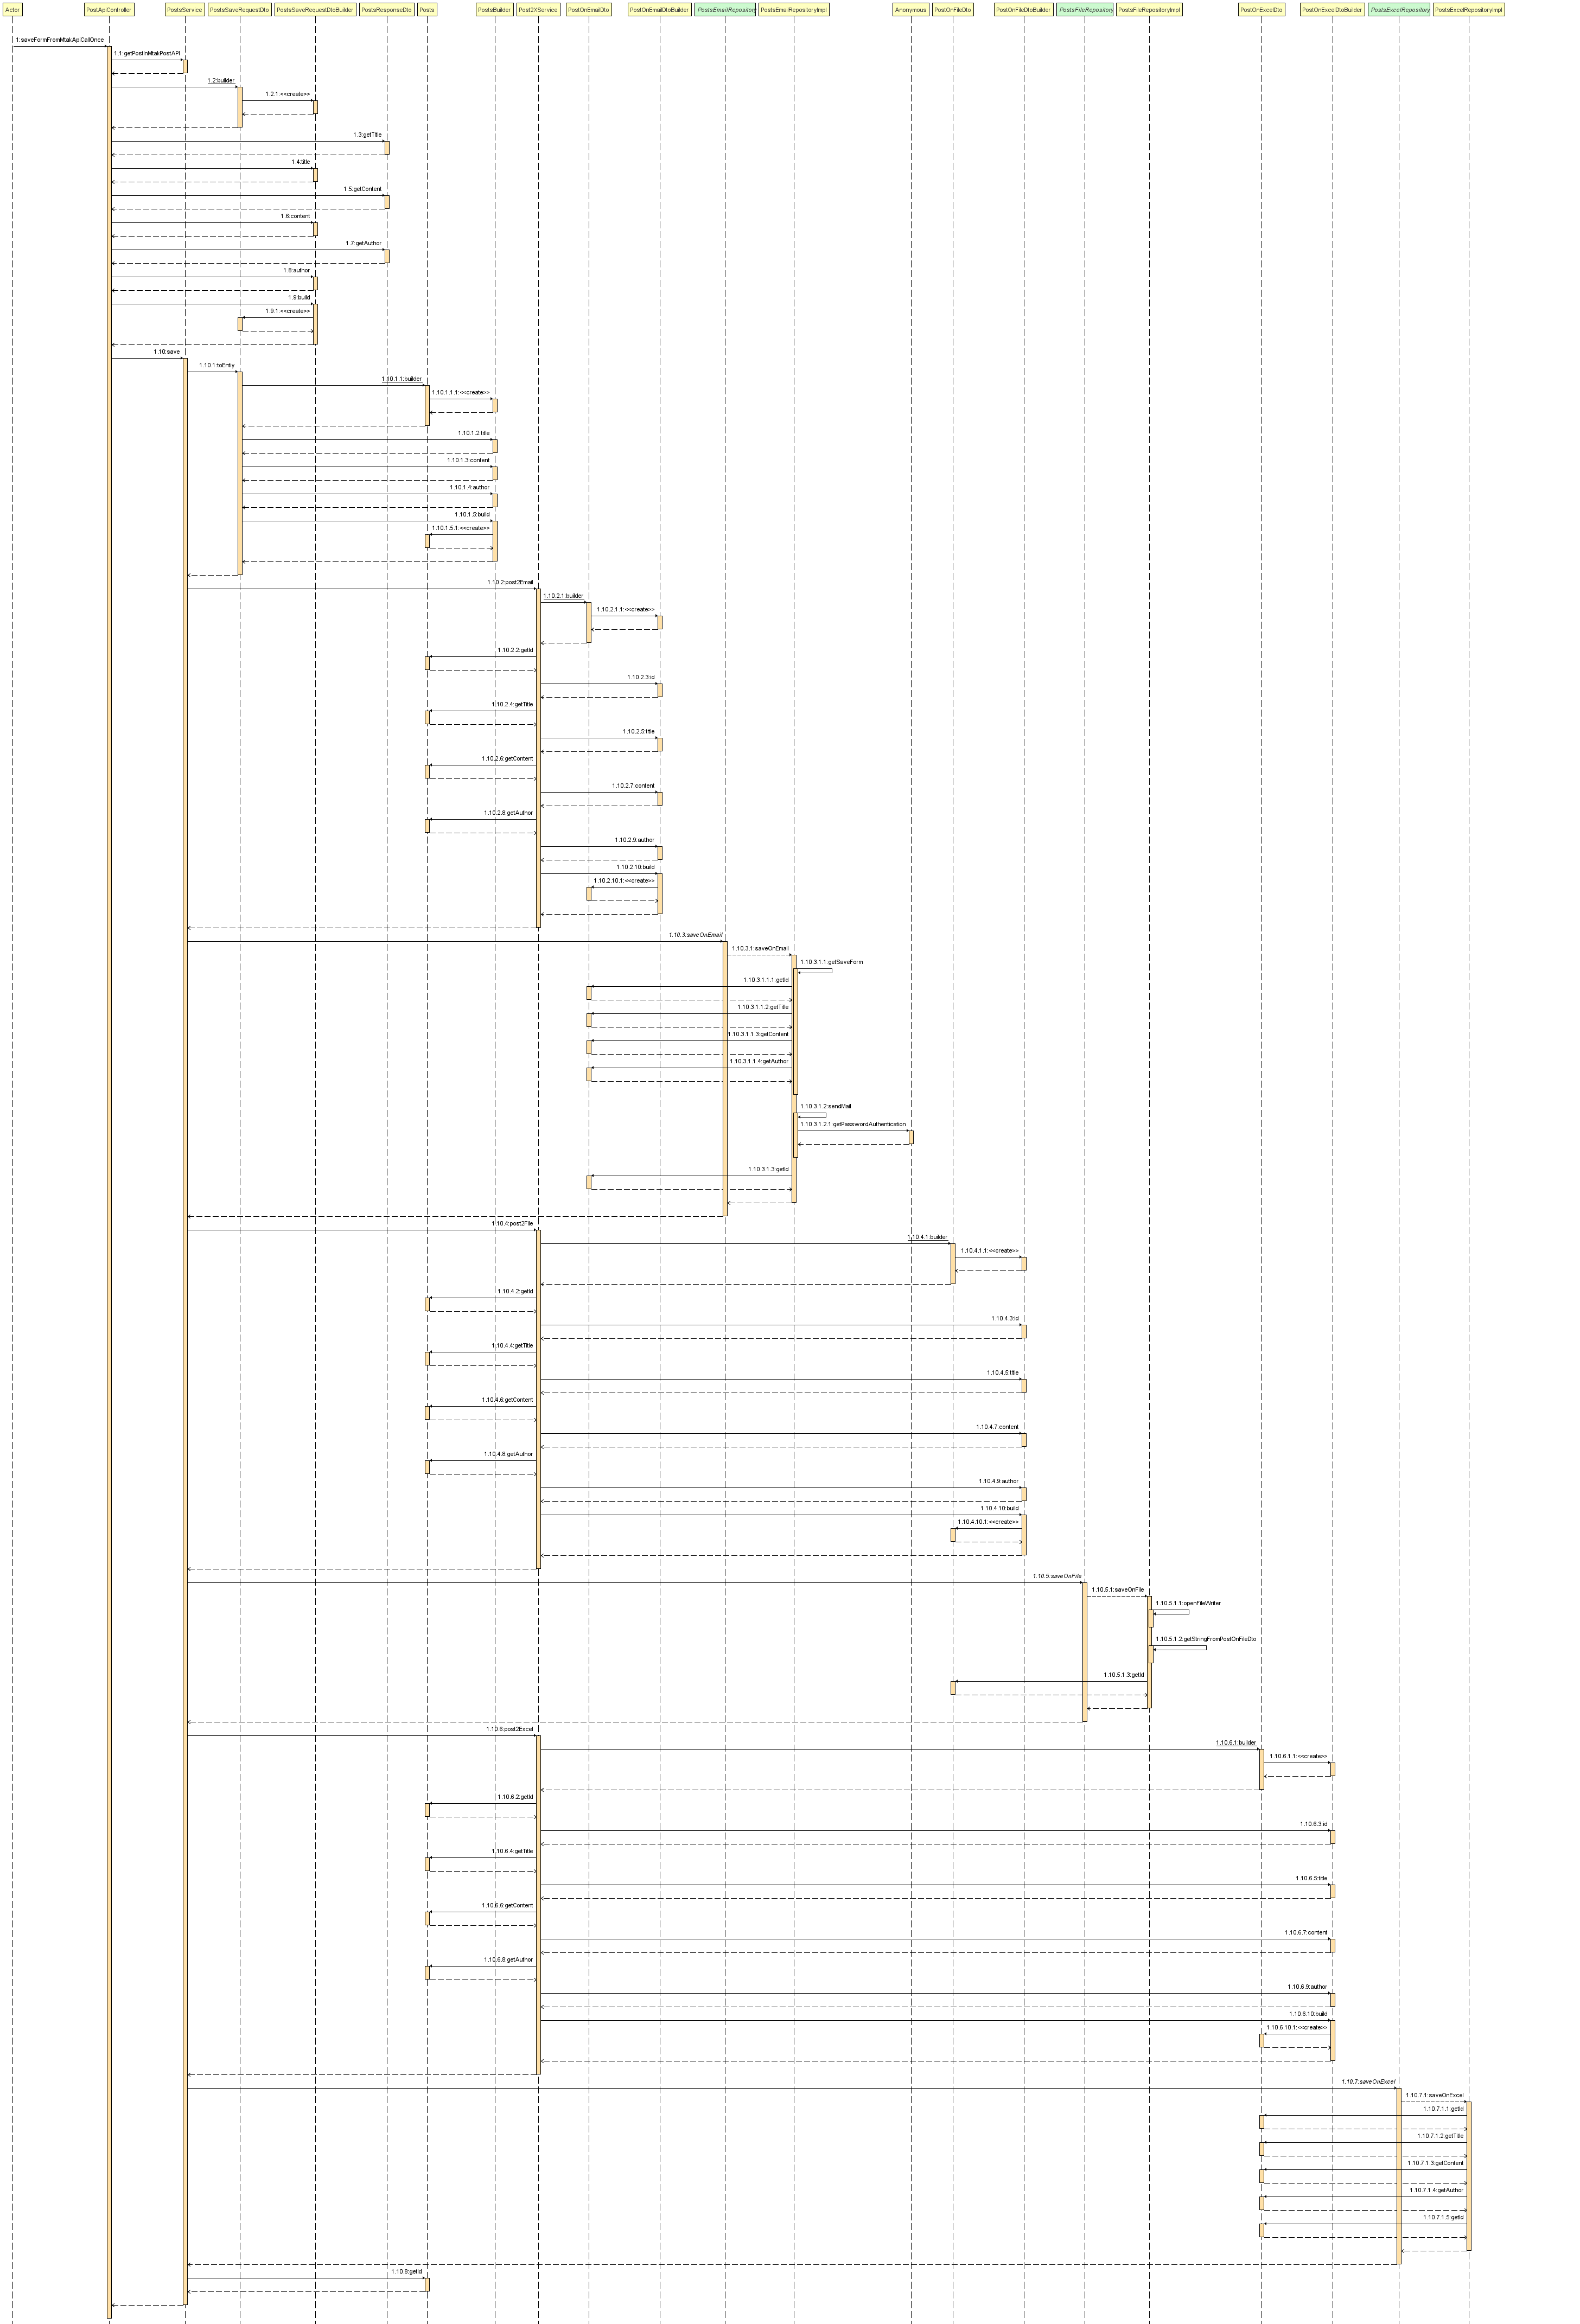 Actor
PostApiController
PostsService
PostsSaveRequestDto
PostsSaveRequestDtoBuilder
PostsResponseDto
Posts
PostsBuilder
Post2XService
PostOnEmailDto
PostOnEmailDtoBuilder
PostsEmailRepository
PostsEmailRepositoryImpl
Anonymous
PostOnFileDto
PostOnFileDtoBuilder
PostsFileRepository
PostsFileRepositoryImpl
PostOnExcelDto
PostOnExcelDtoBuilder
PostsExcelRepository
PostsExcelRepositoryImpl
1:saveFormFromMtakApiCallOnce
1.1:getPostInMtakPostAPI
1.2:builder
1.2.1:<<create>>
1.3:getTitle
1.4:title
1.5:getContent
1.6:content
1.7:getAuthor
1.8:author
1.9:build
1.9.1:<<create>>
1.10:save
1.10.1:toEntiy
1.10.1.1:builder
1.10.1.1.1:<<create>>
1.10.1.2:title
1.10.1.3:content
1.10.1.4:author
1.10.1.5:build
1.10.1.5.1:<<create>>
1.10.2:post2Email
1.10.2.1:builder
1.10.2.1.1:<<create>>
1.10.2.2:getId
1.10.2.3:id
1.10.2.4:getTitle
1.10.2.5:title
1.10.2.6:getContent
1.10.2.7:content
1.10.2.8:getAuthor
1.10.2.9:author
1.10.2.10:build
1.10.2.10.1:<<create>>
1.10.3:saveOnEmail
1.10.3.1:saveOnEmail
1.10.3.1.1:getSaveForm
1.10.3.1.1.1:getId
1.10.3.1.1.2:getTitle
1.10.3.1.1.3:getContent
1.10.3.1.1.4:getAuthor
1.10.3.1.2:sendMail
1.10.3.1.2.1:getPasswordAuthentication
1.10.3.1.3:getId
1.10.4:post2File
1.10.4.1:builder
1.10.4.1.1:<<create>>
1.10.4.2:getId
1.10.4.3:id
1.10.4.4:getTitle
1.10.4.5:title
1.10.4.6:getContent
1.10.4.7:content
1.10.4.8:getAuthor
1.10.4.9:author
1.10.4.10:build
1.10.4.10.1:<<create>>
1.10.5:saveOnFile
1.10.5.1:saveOnFile
1.10.5.1.1:openFileWriter
1.10.5.1.2:getStringFromPostOnFileDto
1.10.5.1.3:getId
1.10.6:post2Excel
1.10.6.1:builder
1.10.6.1.1:<<create>>
1.10.6.2:getId
1.10.6.3:id
1.10.6.4:getTitle
1.10.6.5:title
1.10.6.6:getContent
1.10.6.7:content
1.10.6.8:getAuthor
1.10.6.9:author
1.10.6.10:build
1.10.6.10.1:<<create>>
1.10.7:saveOnExcel
1.10.7.1:saveOnExcel
1.10.7.1.1:getId
1.10.7.1.2:getTitle
1.10.7.1.3:getContent
1.10.7.1.4:getAuthor
1.10.7.1.5:getId
1.10.8:getId